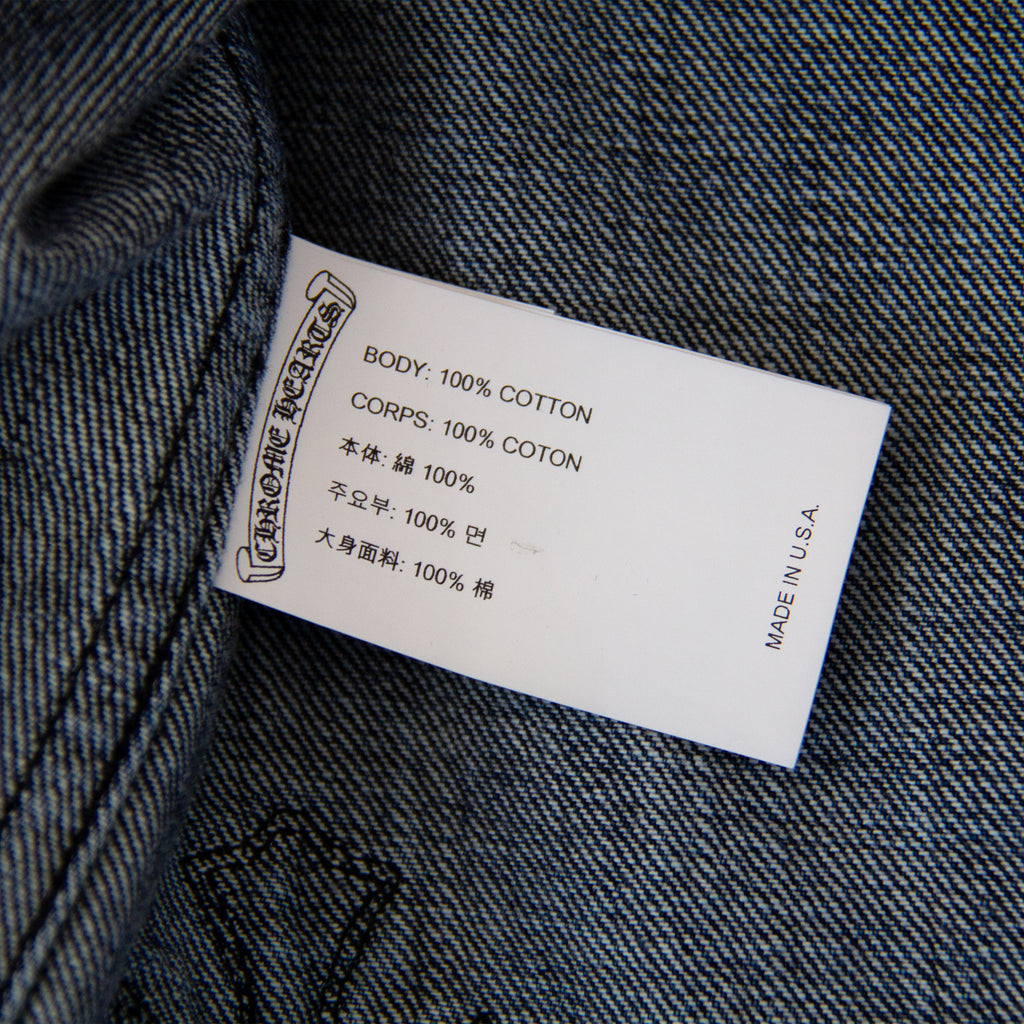 CHROME HEARTS
BODY: 100% COTTON
CORPS: 100% COTON
本体: 綿 100%
주요부: 100% 면
大身面料: 100% 棉
MADE IN U.S.A.